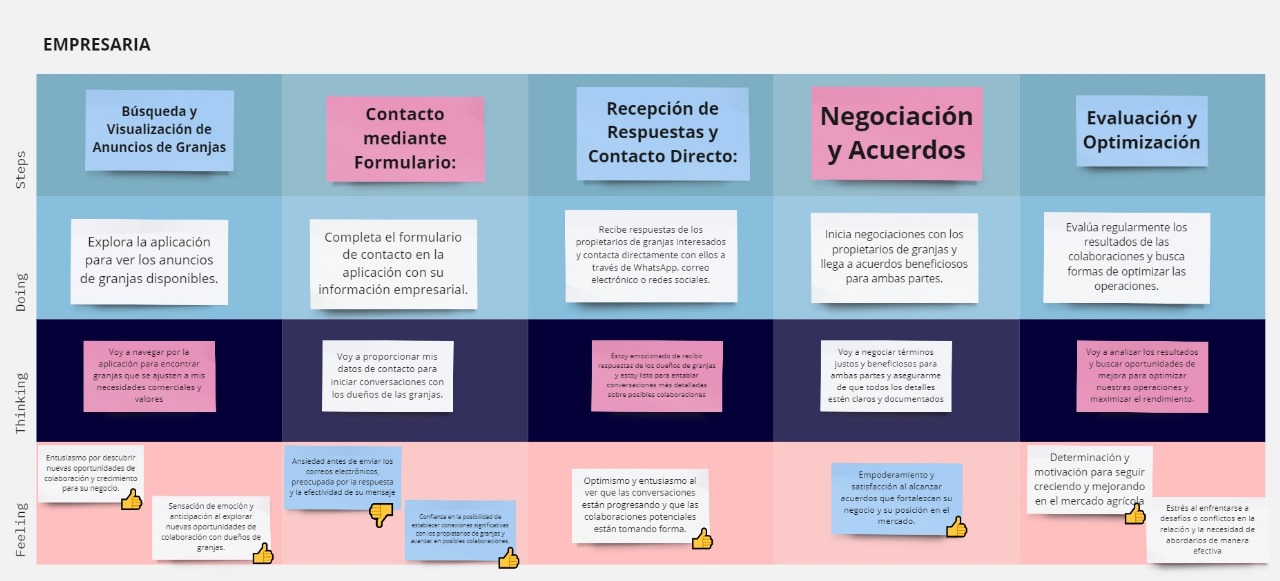 EMPRESARIA
Steps
Búsqueda y
Visualización de
Anuncios de Granjas
Contacto
mediante
Formulario:
Recepción de
Respuestas y
Contacto Directo:
Negociación
y Acuerdos
Evaluación y
Optimización
Doing
Explora la aplicación
para ver los anuncios
de granjas disponibles.
Completa el formulario
de contacto en la
aplicación con su
información empresarial.
Recibe respuestas de los
propietarios de granjas interesados
y contacta directamente con ellos a
través de WhatsApp, correo
electrónico o redes sociales.
Inicia negociaciones con los
propietarios de granjas y
llega a acuerdos beneficiosos
para ambas partes.
Evalúa regularmente los
resultados de las
colaboraciones y busca
formas de optimizar las
operaciones.
Thinking
Voy a navegar por la
aplicación para encontrar
granjas que se ajusten a mis
necesidades comerciales y
valores
Voy a proporcionar mis
datos de contacto para
iniciar conversaciones con
los dueños de las granjas.
Estoy emocionado de recibir
respuestas de los dueños de granjas
y estoy listo para entablar
conversaciones más detalladas
sobre posibles colaboraciones
Voy a negociar términos
justos y beneficiosos para
ambas partes y asegurarme
de que todos los detalles
estén claros y documentados
Voy a analizar los resultados
y buscar oportunidades de
mejora para optimizar
nuestras operaciones y
maximizar el rendimiento.
Feeling
Entusiasmo por descubrir
nuevas oportunidades de
colaboración y crecimiento
para su negocio.
Sensación de emoción y
anticipación al explorar
nuevas oportunidades de
colaboración con dueños de
granjas.
Ansiedad antes de enviar los
correos electrónicos,
preocupada por la respuesta
y la efectividad de su mensaje
Confianza en la posibilidad de
establecer conexiones significativas
con los propietarios de granjas y
avanzar en posibles colaboraciones.
Optimismo y entusiasmo al
ver que las conversaciones
están progresando y que las
colaboraciones potenciales
están tomando forma.
Empoderamiento y
satisfacción al alcanzar
acuerdos que fortalezcan su
negocio y su posición en el
mercado.
Determinación y
motivación para seguir
creciendo y mejorando
en el mercado agrícola
Estrés al enfrentarse a
desafíos o conflictos en la
relación y la necesidad de
abordarlos de manera
efectiva